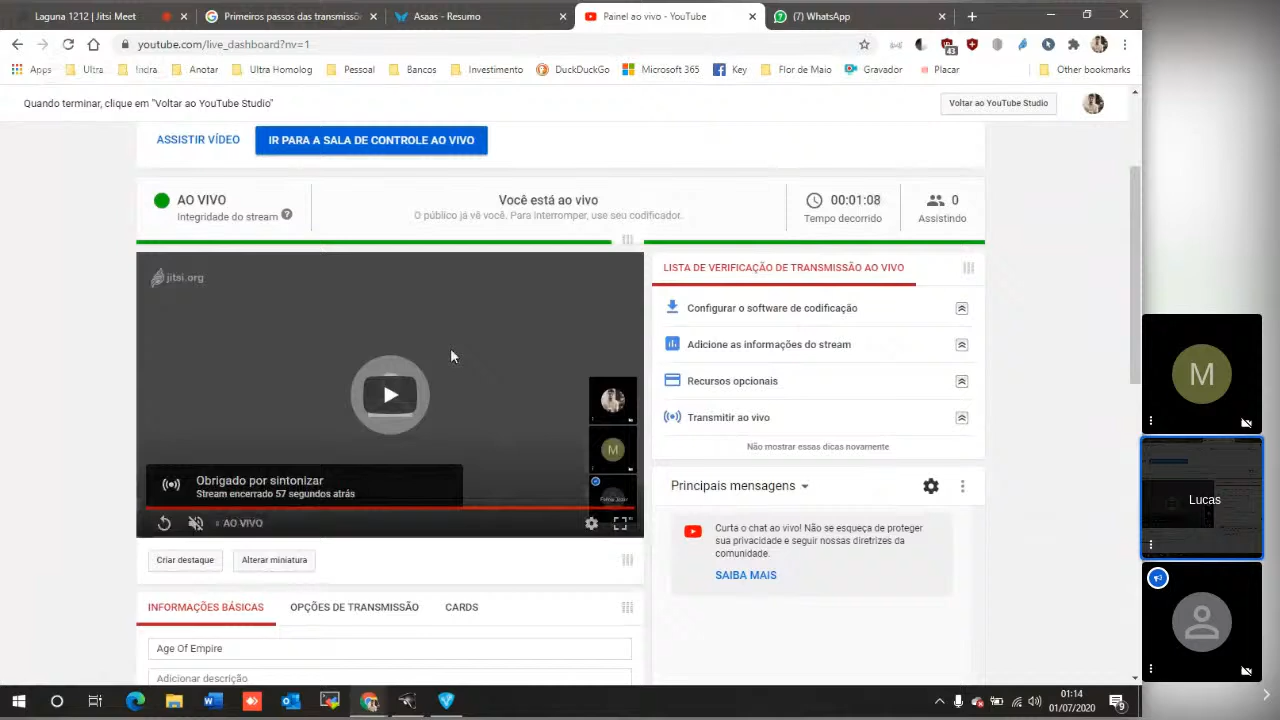 Laguna 1212 | Jitsi Meet
Primeiros passos das transmissõ
Asaas - Resumo
Painel ao vivo - YouTube
(7) WhatsApp
youtube.com/live_dashboard?nv=1
43
Apps
Ultra
Indra
Anotar
Ultra Homolog
Pessoal
Bancos
Investimento
DuckDuckGo
Microsoft 365
Key
Flor de Maio
Gravador
Placar
Other bookmarks
Quando terminar, clique em "Voltar ao YouTube Studio"
Voltar ao YouTube Studio
ASSISTIR VÍDEO
IR PARA A SALA DE CONTROLE AO VIVO
AO VIVO
Integridade do stream
Você está ao vivo
O público já vê você. Para interromper, use seu codificador.
00:01:08
Tempo decorrido
0
Assistindo
jitsi.org
M
Obrigado por sintonizar
Stream encerrado 57 segundos atrás
AO VIVO
LISTA DE VERIFICAÇÃO DE TRANSMISSÃO AO VIVO
Configurar o software de codificação
Adicione as informações do stream
Recursos opcionais
Transmitir ao vivo
Não mostrar essas dicas novamente
Principais mensagens
Curta o chat ao vivo! Não se esqueça de proteger
sua privacidade e seguir nossas diretrizes da
comunidade.
SAIBA MAIS
Criar destaque
Alterar miniatura
INFORMAÇÕES BÁSICAS
OPÇÕES DE TRANSMISSÃO
CARDS
Age Of Empire
Adicionar descrição
M
Lucas
01:14
01/07/2020
9